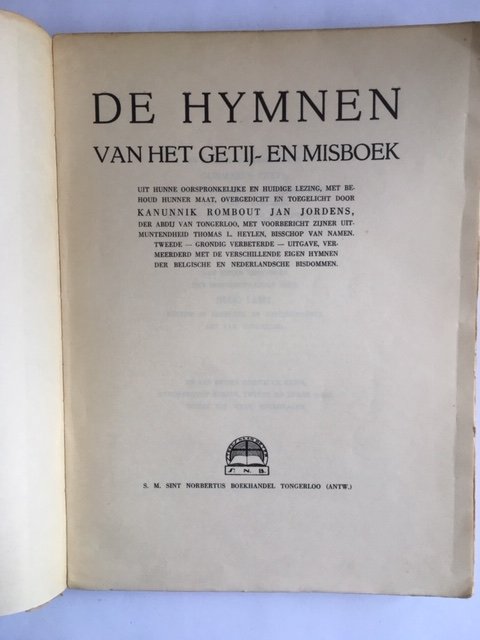 DE HYMNEN
VAN HET GETIJ- EN MISBOEK
UIT HUNNE OORSPRONKELIJKE EN HUIDIGE LEZING, MET BE-
HOUD HUNNER MAAT, OVERGEDICHT EN TOEGELICHT DOOR
KANUNNIK ROMBOUT JAN JORDENS,
DER ABDIJ VAN TONGERLOO, MET VOORBERICHT ZIJNER UIT-
MUNTENDHEID THOMAS L. HEYLEN, BISSCHOP VAN NAMEN.
TWEEDE — GRONDIG VERBETERDE — UITGAVE, VER-
MEERDERD MET DE VERSCHILLENDE EIGEN HYMNEN
DER BELGISCHE EN NEDERLANDSCHE BISDOMMEN.
S. N. B.
S. M. SINT NORBERTUS BOEKHANDEL TONGERLOO (ANTW.)